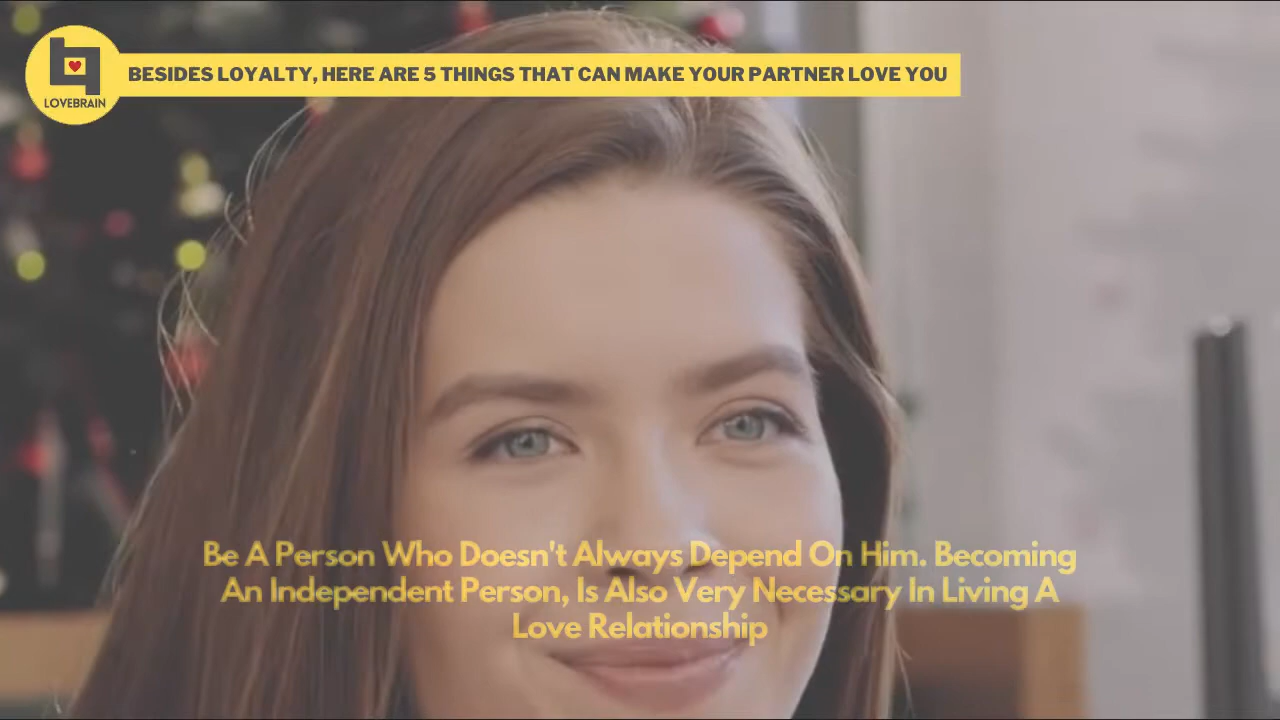 BESIDES LOYALTY, HERE ARE 5 THINGS THAT CAN MAKE YOUR PARTNER LOVE YOU
LOVEBRAIN
Be A Person Who Doesn't Always Depend On Him. Becoming
An Independent Person, Is Also Very Necessary In Living A
Love Relationship